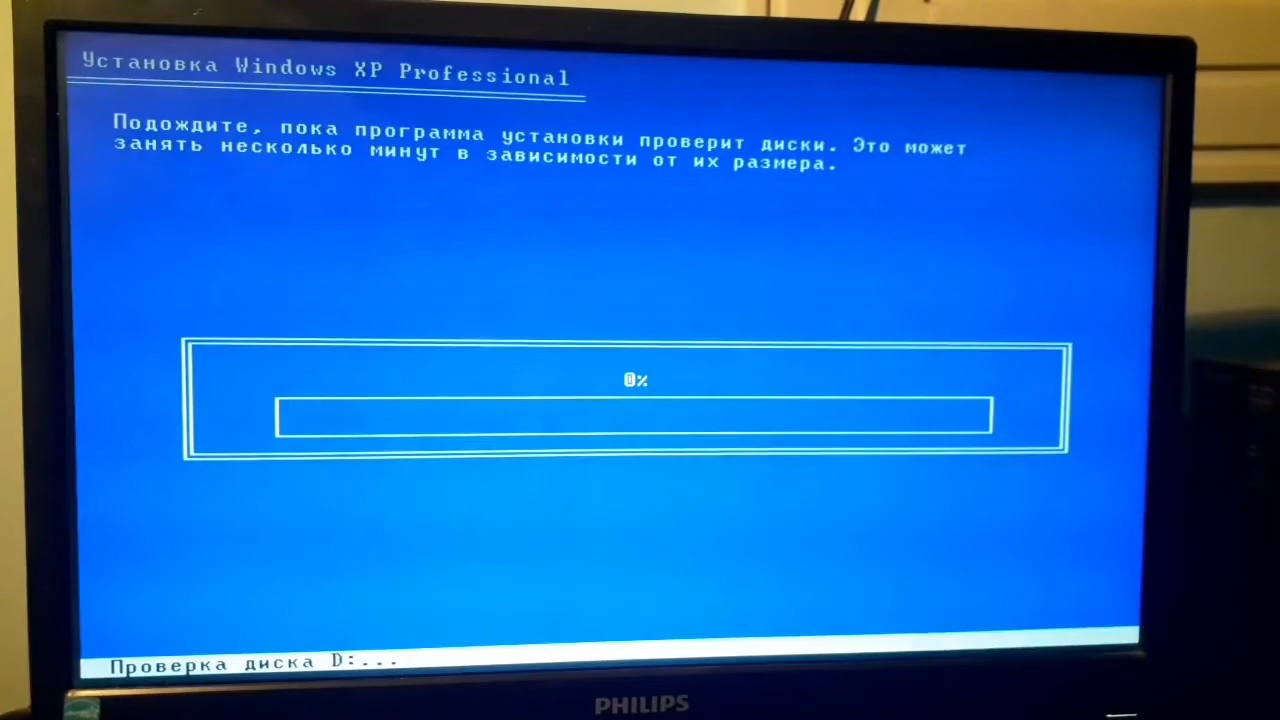 Установка Windows XP Professional
Подождите, пока программа установки проверит диски. Это может
занять несколько минут в зависимости от их размера.
0%
Проверка диска D:...
PHILIPS